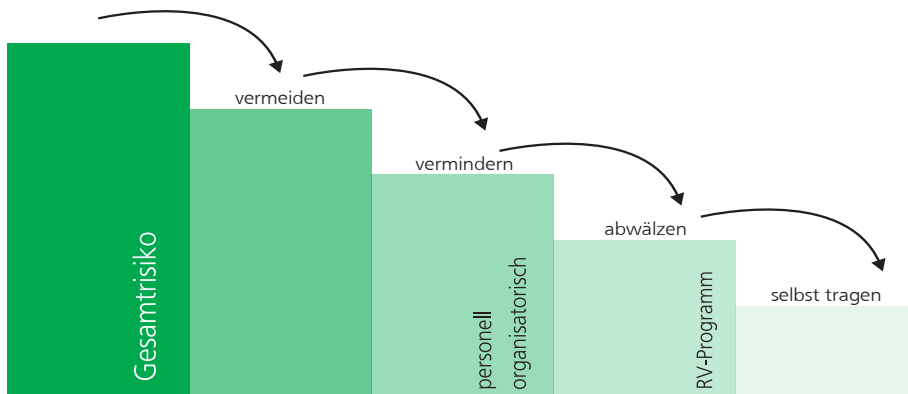 vermeiden
vermindern
abwälzen
selbst tragen
Gesamtrisiko
personell
organisatorisch
RV-Programm